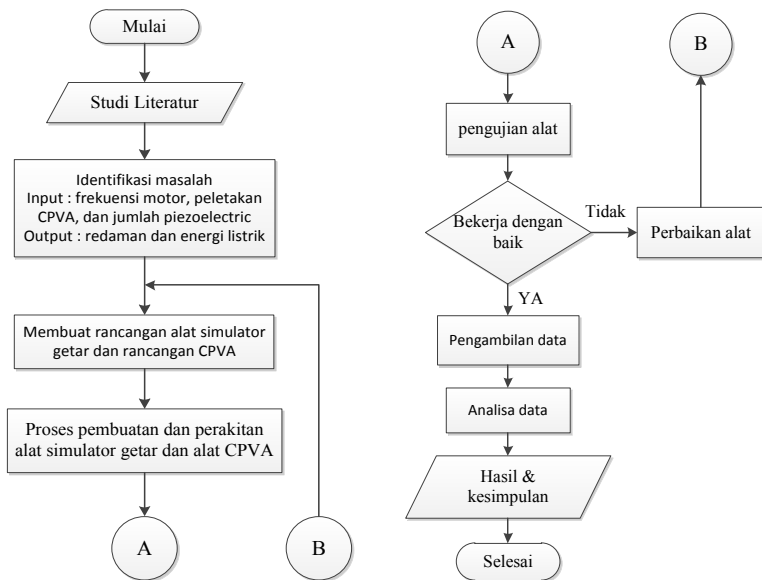 Mulai
Studi Literatur
Identifikasi masalah
Input : frekuensi motor, peletakan
CPVA, dan jumlah piezoelectric
Output : redaman dan energi listrik
Membuat rancangan alat simulator
getar dan rancangan CPVA
Proses pembuatan dan perakitan
alat simulator getar dan alat CPVA
A
B
A
B
pengujian alat
Bekerja dengan
baik
Tidak
Perbaikan alat
YA
Pengambilan data
Analisa data
Hasil &
kesimpulan
Selesai